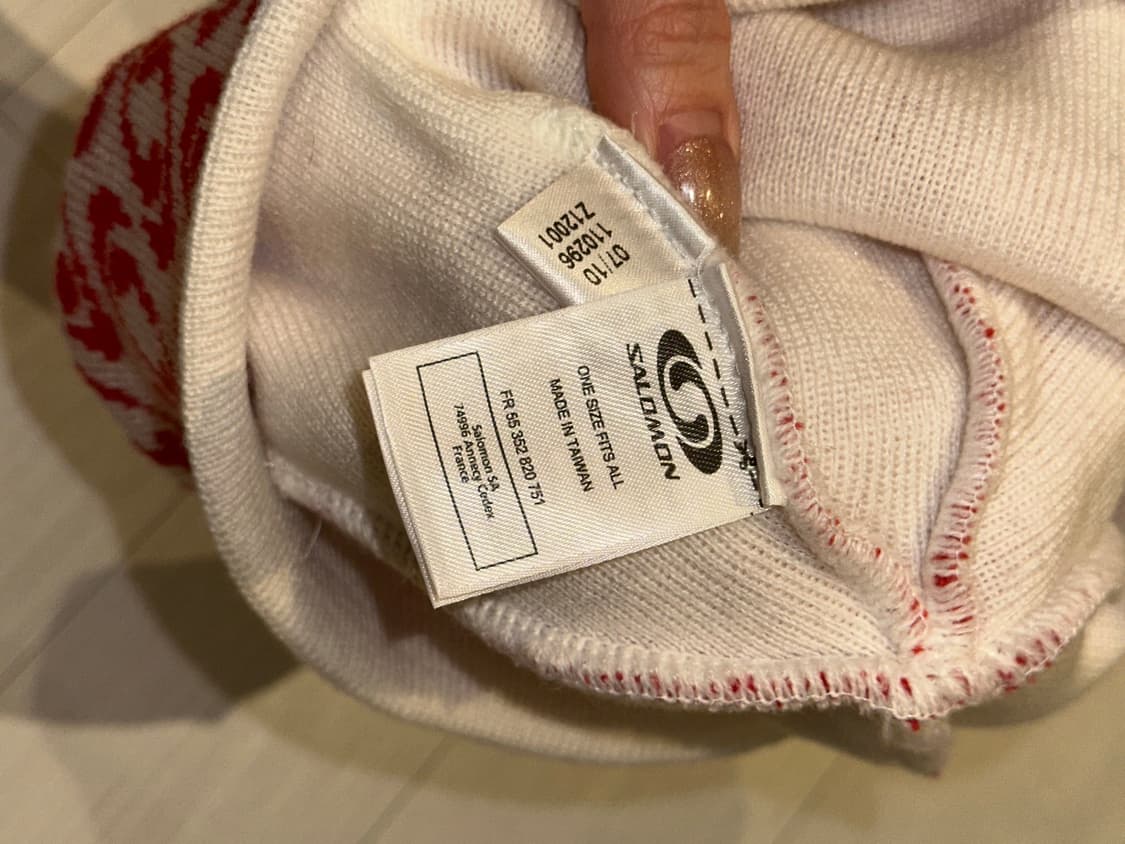 07/10
110296
Z12001
SALOMON
ONE SIZE FITS ALL
MADE IN TAIWAN
FR 55 352 820 751
Salomon SA
74996 Annecy Cedex
France